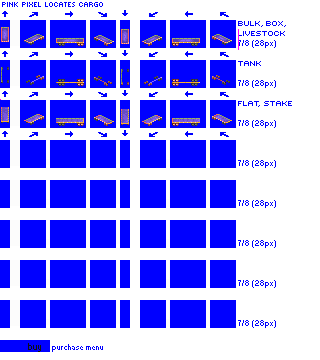 PINK PIXEL LOCATES CARGO
BULK, BOX,
LIVESTOCK
7/8 (28px)
TANK
7/8 (28px)
FLAT, STAKE
7/8 (28px)
7/8 (28px)
7/8 (28px)
7/8 (28px)
7/8 (28px)
7/8 (28px)
purchase menu